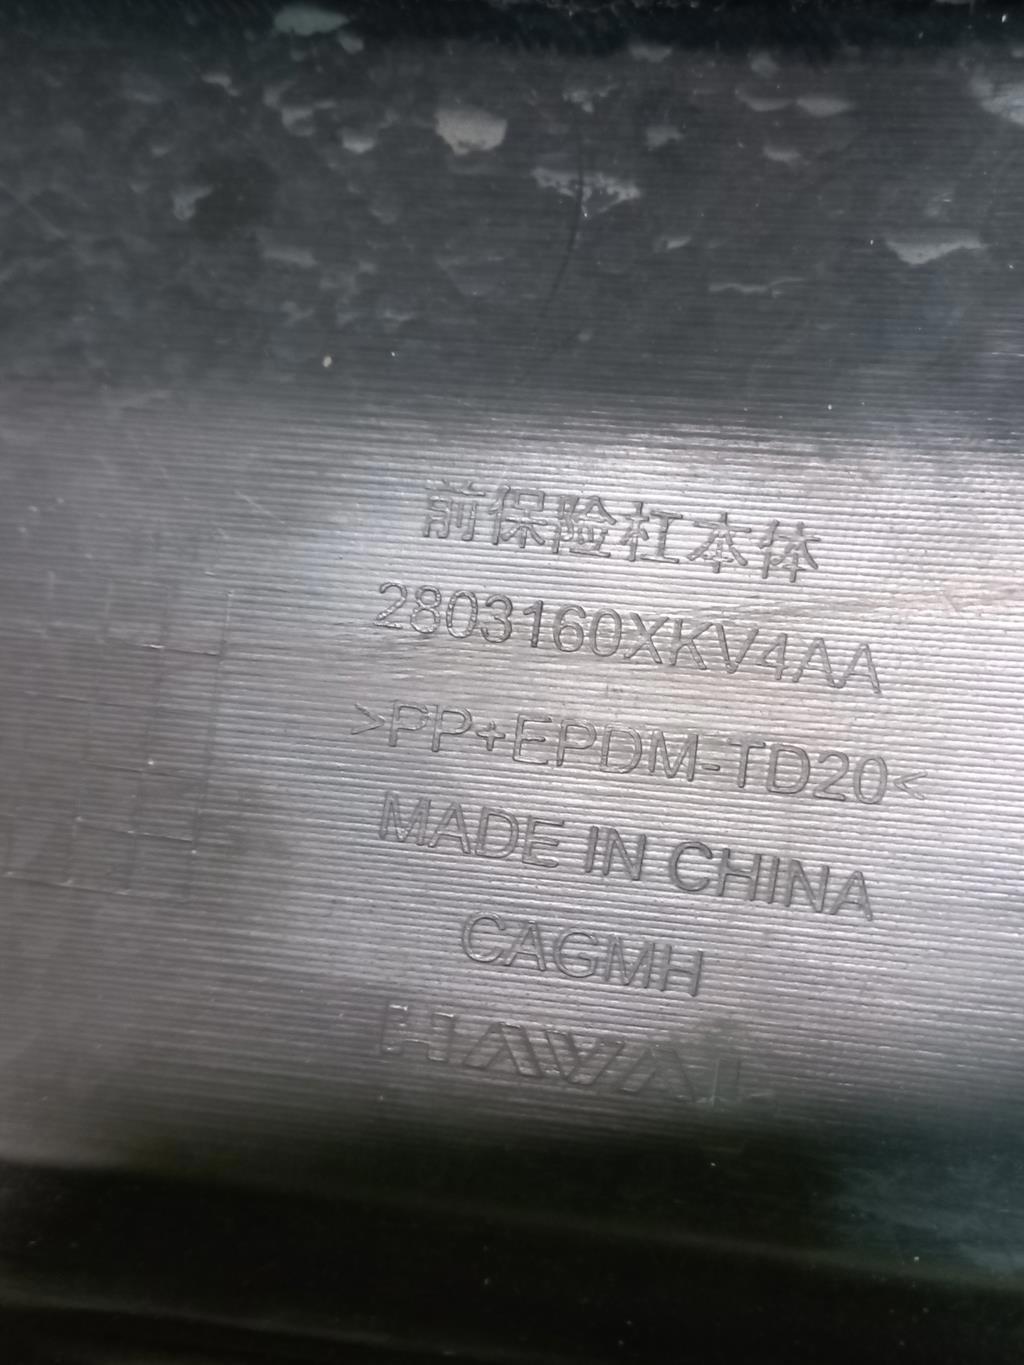 前保险杠本体
2803160XKV4AA
>PP+EPDM-TD20<
MADE IN CHINA
CAGMH
HAVAL